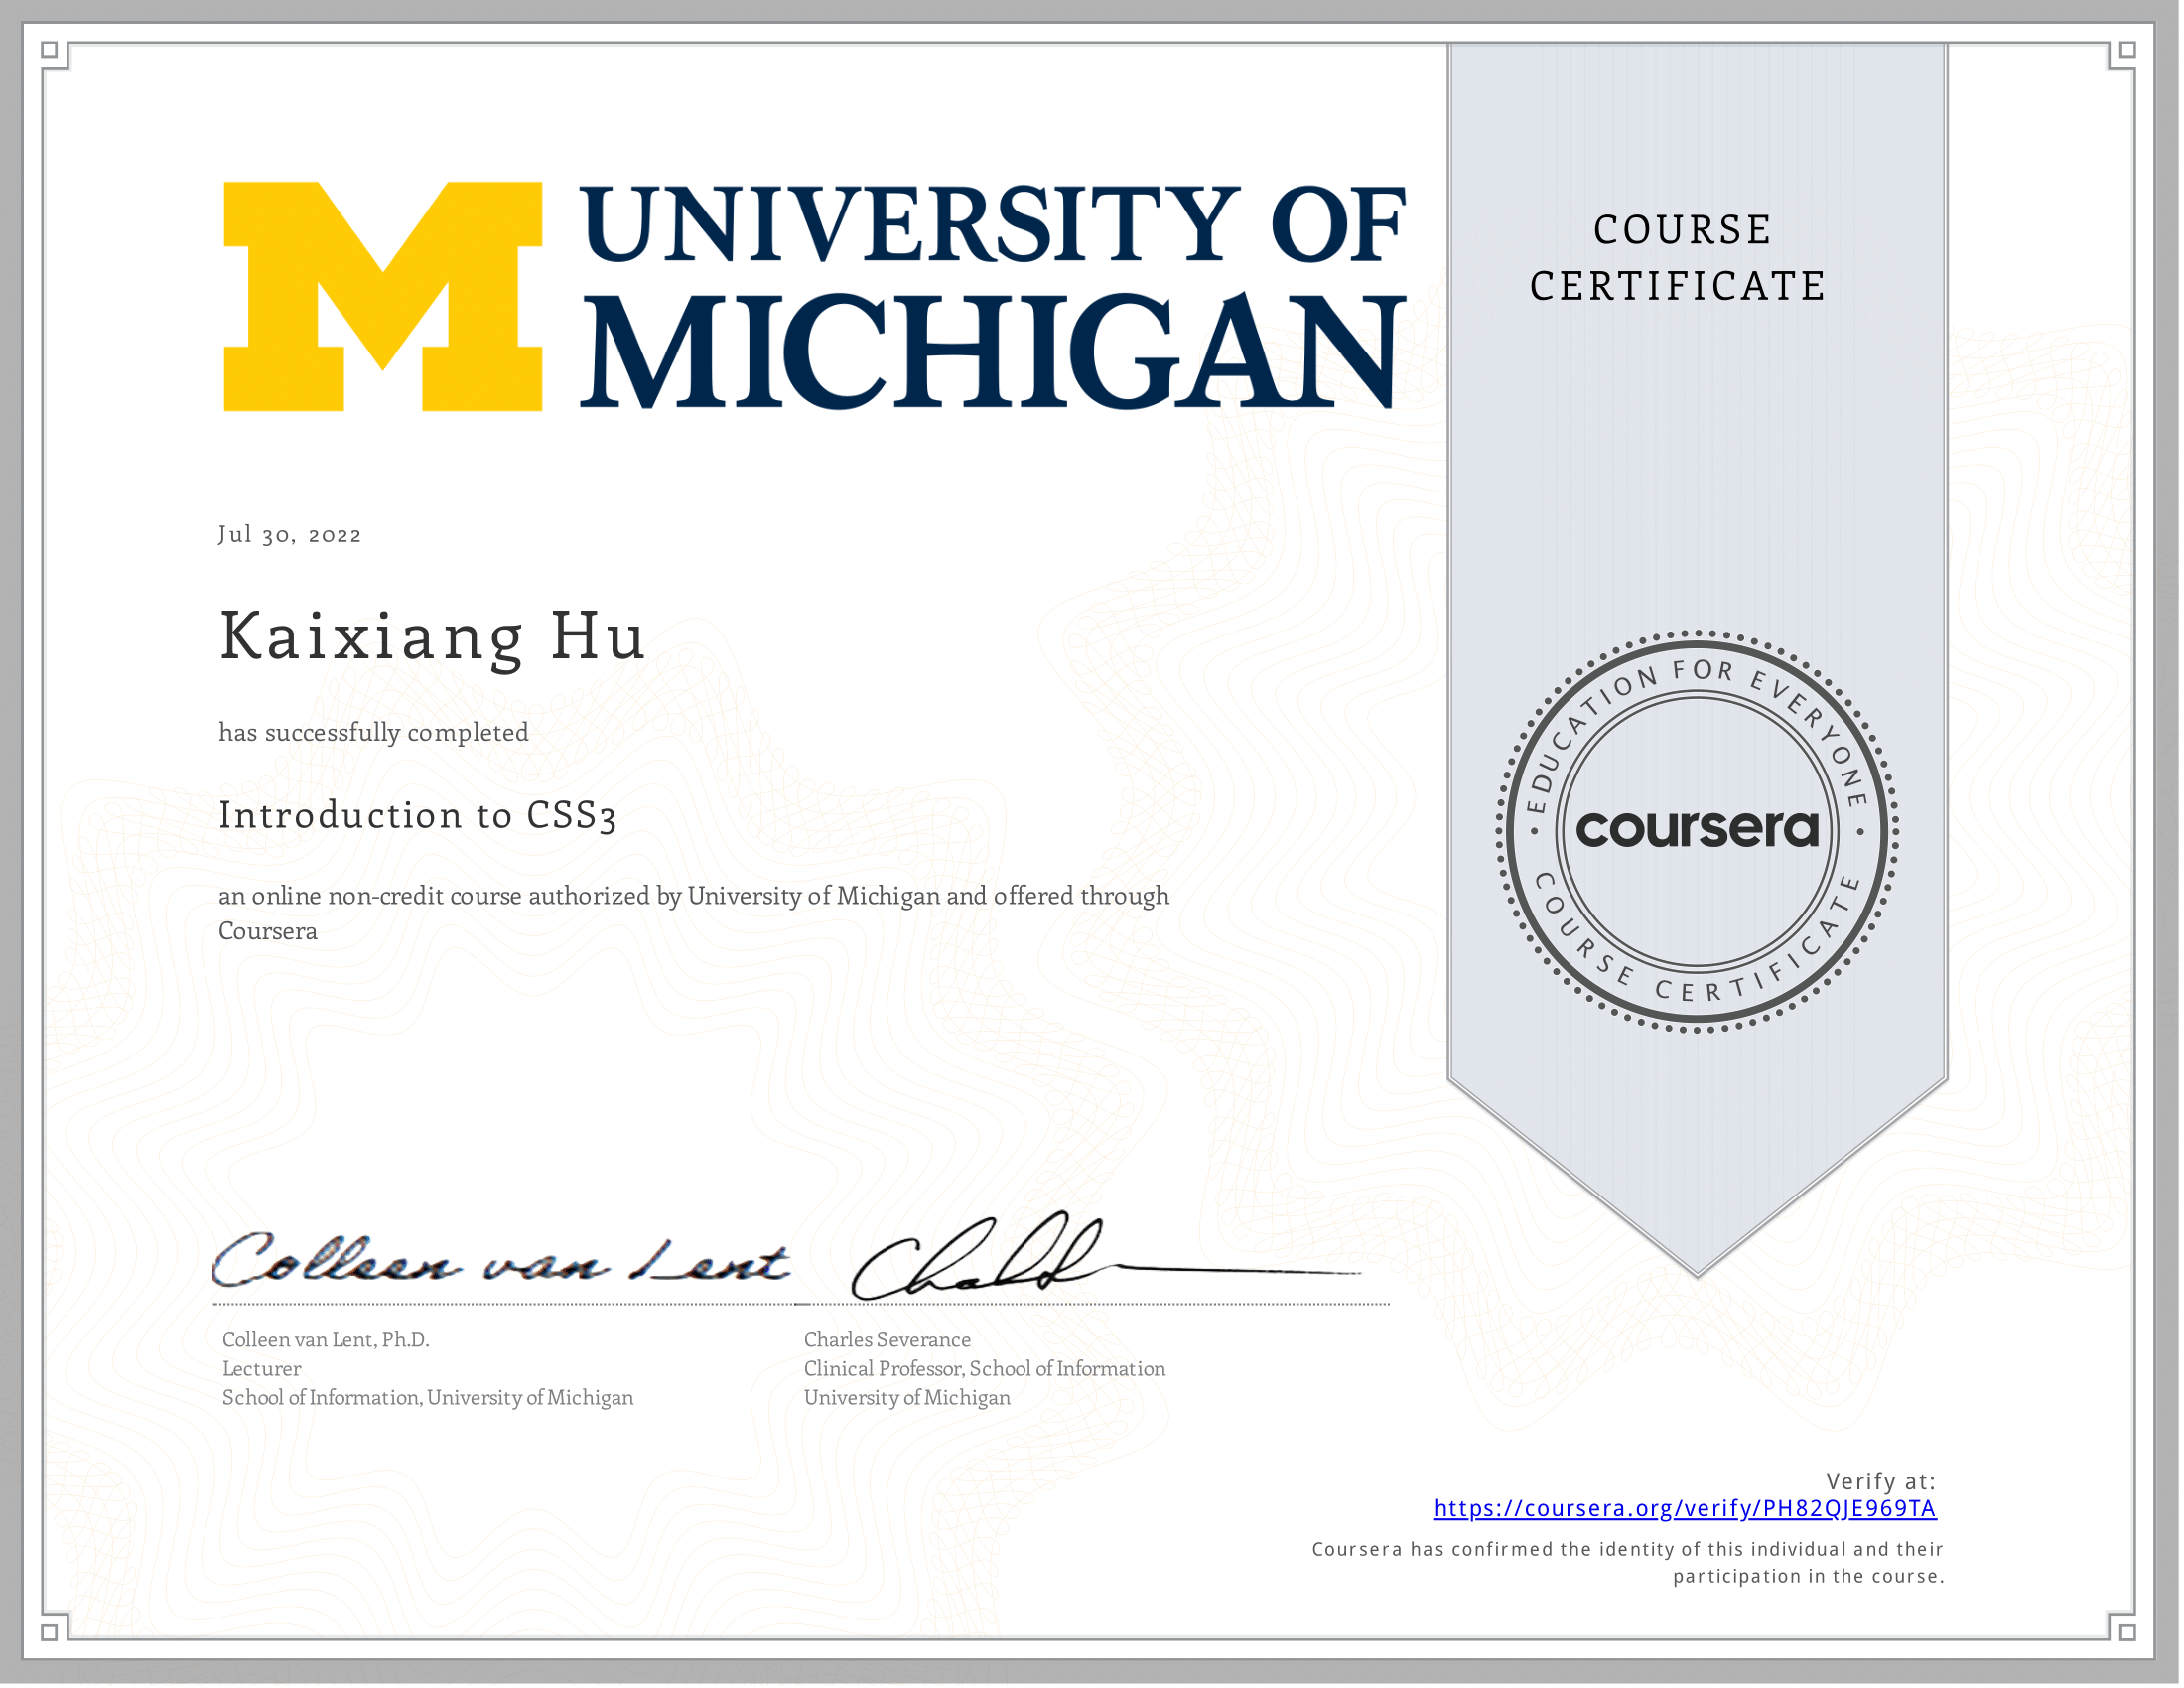 UNIVERSITY OF
MICHIGAN
COURSE
CERTIFICATE
Jul 30, 2022
Kaixiang Hu
has successfully completed
Introduction to CSS3
an online non-credit course authorized by University of Michigan and offered through
Coursera
EDUCATION FOR EVERYONE
coursera
COURSE CERTIFICATE
Colleen van Lent
Colleen van Lent, Ph.D.
Lecturer
School of Information, University of Michigan
Charles Severance
Clinical Professor, School of Information
University of Michigan
Verify at:
https://coursera.org/verify/PH82QJE969TA
Coursera has confirmed the identity of this individual and their
participation in the course.